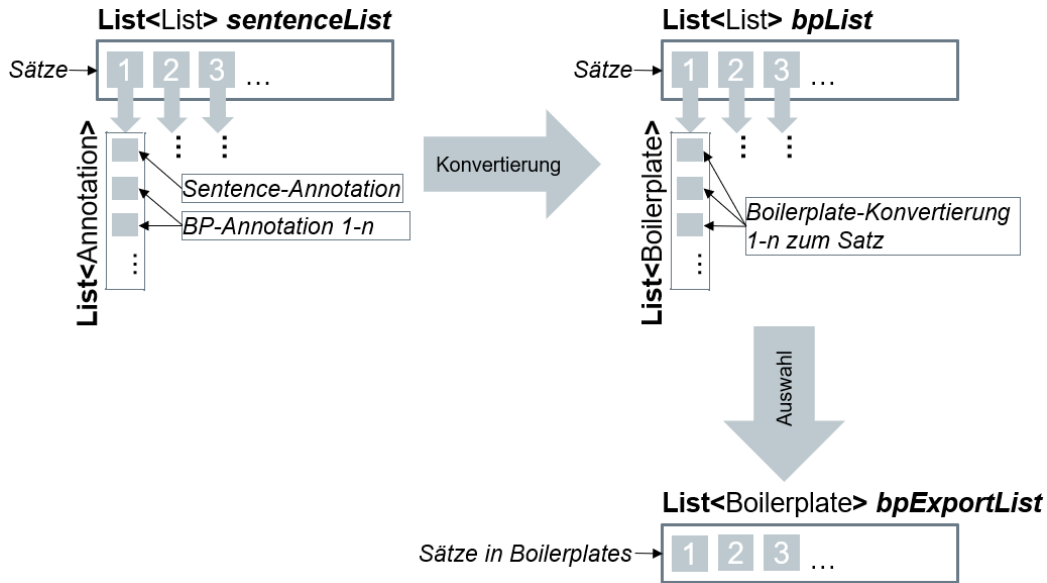 List<List> sentenceList
Sätze
1 2 3 ...
List<Annotation>
Sentence-Annotation
BP-Annotation 1-n
...
Konvertierung
List<List> bpList
Sätze
1 2 3 ...
List<Boilerplate>
Boilerplate-Konvertierung
1-n zum Satz
...
Auswahl
List<Boilerplate> bpExportList
Sätze in Boilerplates
1 2 3 ...